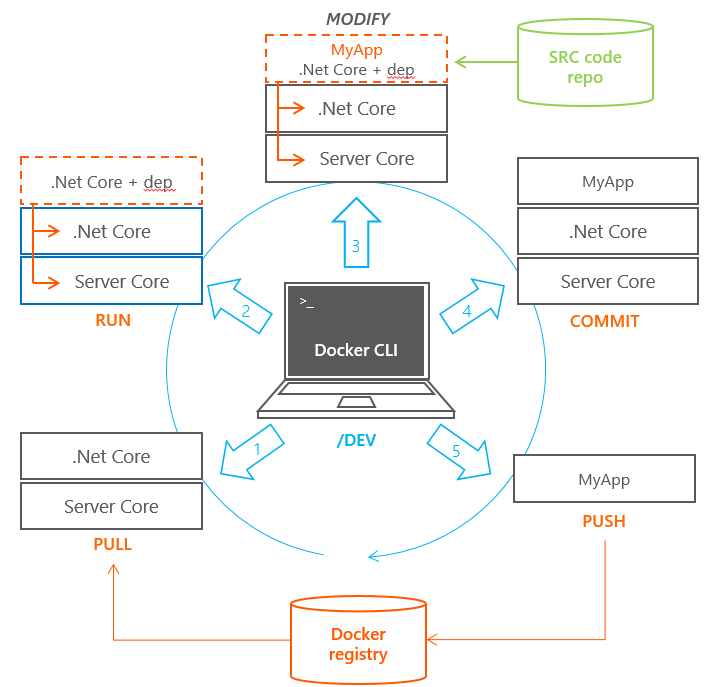 MODIFY
MyApp
.Net Core + dep
.Net Core
Server Core
SRC code
repo
.Net Core + dep
.Net Core
Server Core
RUN
MyApp
.Net Core
Server Core
COMMIT
3
2
4
>_
Docker CLI
/DEV
1
5
.Net Core
Server Core
PULL
MyApp
PUSH
Docker
registry